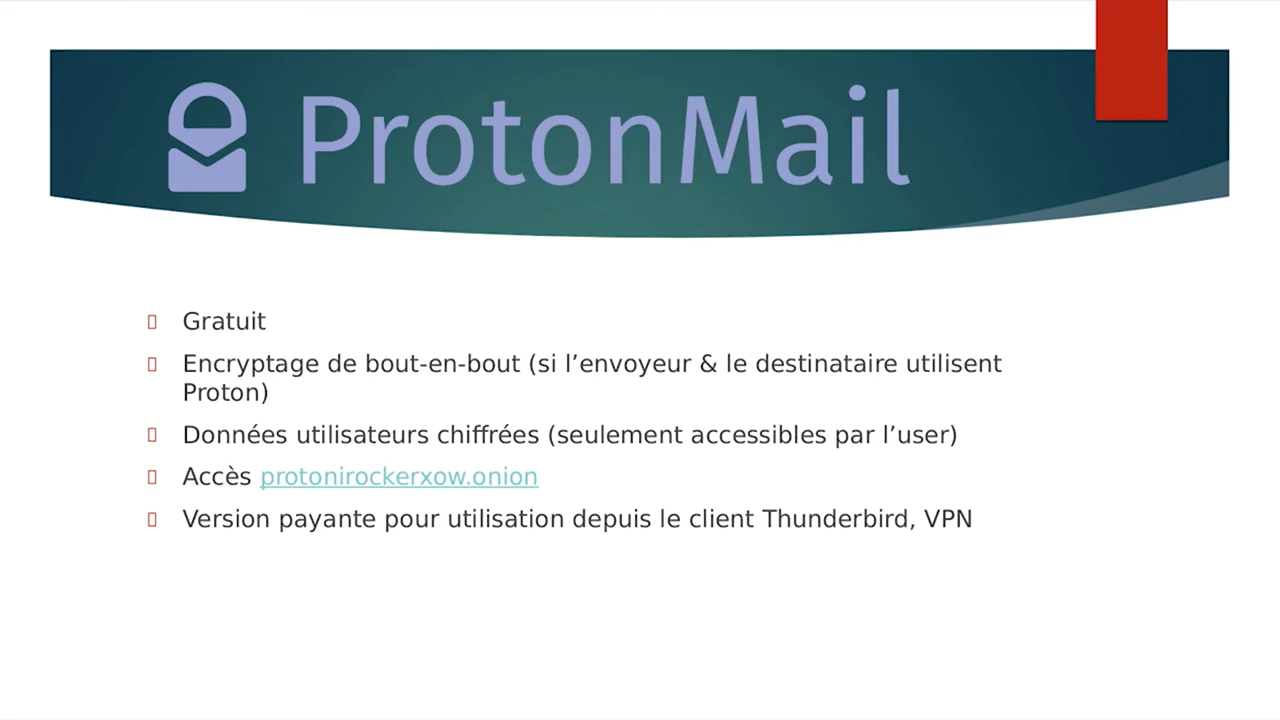 ProtonMail
Gratuit
Encryptage de bout-en-bout (si l’envoyeur & le destinataire utilisent
Proton)
Données utilisateurs chiffrées (seulement accessibles par l’user)
Accès protonirockerxow.onion
Version payante pour utilisation depuis le client Thunderbird, VPN